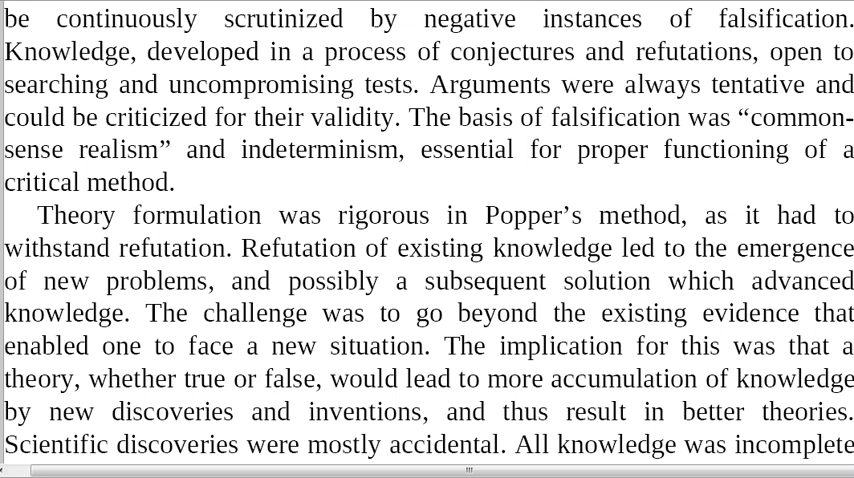 be continuously scrutinized by negative instances of falsification.
Knowledge, developed in a process of conjectures and refutations, open to
searching and uncompromising tests. Arguments were always tentative and
could be criticized for their validity. The basis of falsification was “common-
sense realism” and indeterminism, essential for proper functioning of a
critical method.
Theory formulation was rigorous in Popper’s method, as it had to
withstand refutation. Refutation of existing knowledge led to the emergence
of new problems, and possibly a subsequent solution which advanced
knowledge. The challenge was to go beyond the existing evidence that
enabled one to face a new situation. The implication for this was that a
theory, whether true or false, would lead to more accumulation of knowledge
by new discoveries and inventions, and thus result in better theories.
Scientific discoveries were mostly accidental. All knowledge was incomplete